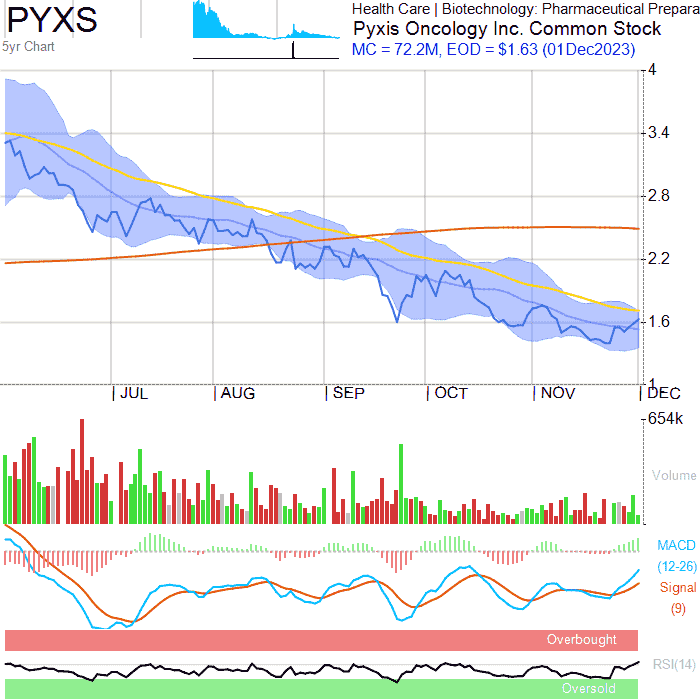 PYXS
5yr Chart
Health Care | Biotechnology: Pharmaceutical Prepara
Pyxis Oncology Inc. Common Stock
MC = 72.2M, EOD = $1.63 (01Dec2023)
4
3.4
2.8
2.2
1.6
1
JUL AUG SEP OCT NOV DEC
654k
Volume
MACD
(12-26)
Signal
(9)
Overbought
RSI(14)
Oversold